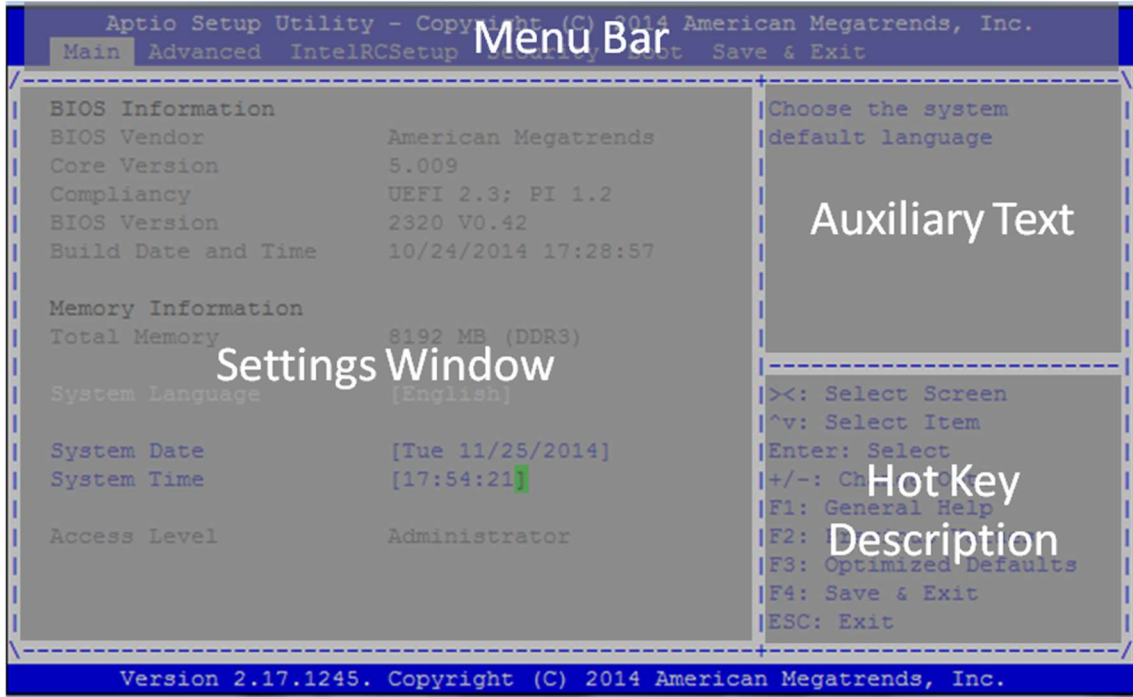 Aptio Setup Utility - Copyright (C) 2014 American Megatrends, Inc.
Main Advanced IntelRCSetup Security Boot Save & Exit
Menu Bar
BIOS Information
BIOS Vendor American Megatrends
Core Version 5.009
Compliancy UEFI 2.3; PI 1.2
BIOS Version 2320 V0.42
Build Date and Time 10/24/2014 17:28:57
Memory Information
Total Memory 8192 MB (DDR3)
Settings Window
System Language [English]
System Date [Tue 11/25/2014]
System Time [17:54:21]
Access Level Administrator
Choose the system
default language
Auxiliary Text
><: Select Screen
^v: Select Item
Enter: Select
+/-:
F1: General Help
F2:
F3: Optimized Defaults
F4: Save & Exit
ESC: Exit
Hot Key
Description
Version 2.17.1245. Copyright (C) 2014 American Megatrends, Inc.